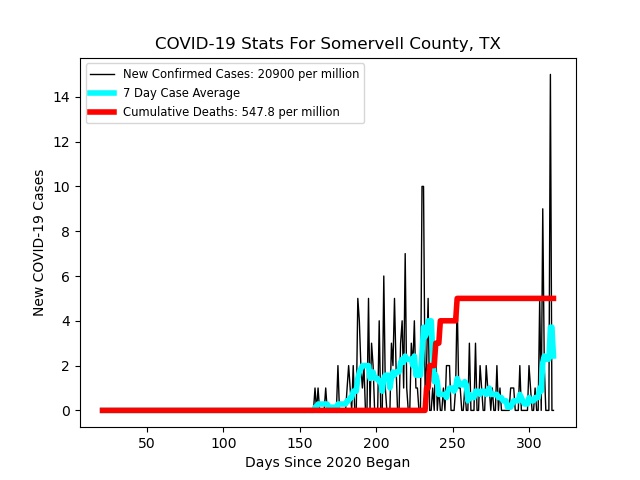 COVID-19 Stats For Somervell County, TX
New Confirmed Cases: 20900 per million
7 Day Case Average
Cumulative Deaths: 547.8 per million
New COVID-19 Cases
14
12
10
8
6
4
2
0
50 100 150 200 250 300
Days Since 2020 Began